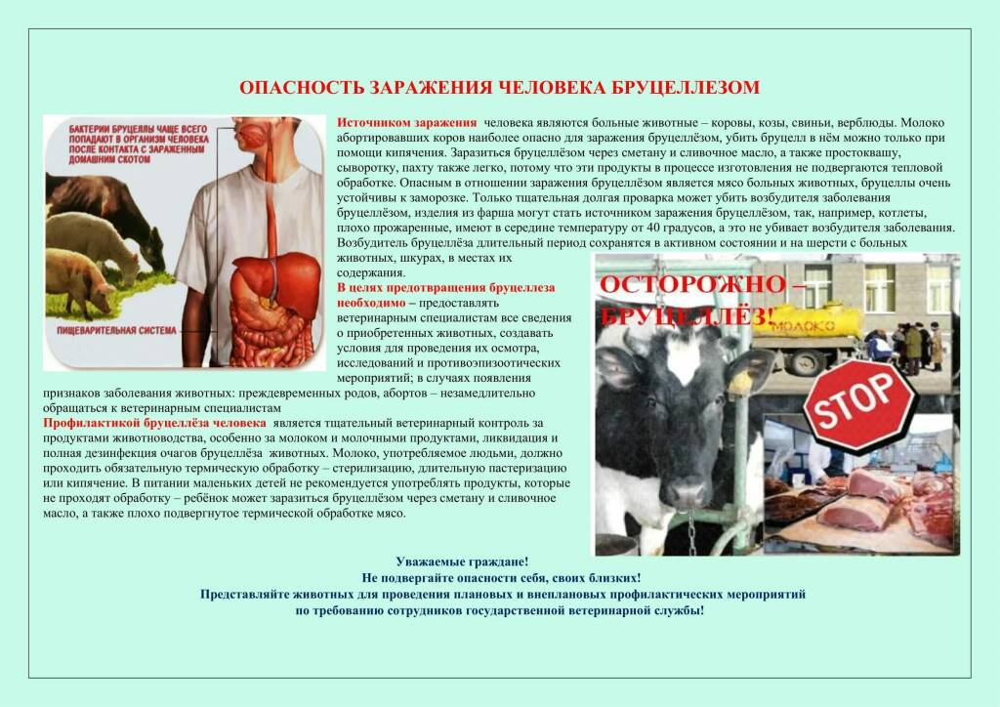 ОПАСНОСТЬ ЗАРАЖЕНИЯ ЧЕЛОВЕКА БРУЦЕЛЛЕЗОМ
БАКТЕРИИ БРУЦЕЛЛЫ ЧАЩЕ ВСЕГО
ПОПАДАЮТ В ОРГАНИЗМ ЧЕЛОВЕКА
ПОСЛЕ КОНТАКТА С ЗАРАЖЕННЫМ
ДОМАШНИМ СКОТОМ
ПИЩЕВАРИТЕЛЬНАЯ СИСТЕМА
Источником заражения человека являются больные животные – коровы, козы, свиньи, верблюды. Молоко
абортировавших коров наиболее опасно для заражения бруцеллёзом, убить бруцелл в нём можно только при
помощи кипячения. Заразиться бруцеллёзом через сметану и сливочное масло, а также простоквашу,
сыворотку, пахту также легко, потому что эти продукты в процессе изготовления не подвергаются тепловой
обработке. Опасным в отношении заражения бруцеллёзом является мясо больных животных, бруцеллы очень
устойчивы к заморозке. Только тщательная долгая проварка может убить возбудителя заболевания
бруцеллёзом, изделия из фарша могут стать источником заражения бруцеллёзом, так, например, котлеты,
плохо прожаренные, имеют в середине температуру от 40 градусов, а это не убивает возбудителя заболевания.
Возбудитель бруцеллёза длительный период сохранятся в активном состоянии и на шерсти с больных
животных, шкурах, в местах их
содержания.
В целях предотвращения бруцеллеза
необходимо – предоставлять
ветеринарным специалистам все сведения
о приобретенных животных, создавать
условия для проведения их осмотра,
исследований и противоэпизоотических
мероприятий; в случаях появления
признаков заболевания животных: преждевременных родов, абортов – незамедлительно
обращаться к ветеринарным специалистам
Профилактикой бруцеллёза человека является тщательный ветеринарный контроль за
продуктами животноводства, особенно за молоком и молочными продуктами, ликвидация и
полная дезинфекция очагов бруцеллёза животных. Молоко, употребляемое людьми, должно
проходить обязательную термическую обработку – стерилизацию, длительную пастеризацию
или кипячение. В питании маленьких детей не рекомендуется употреблять продукты, которые
не проходят обработку – ребёнок может заразиться бруцеллёзом через сметану и сливочное
масло, а также плохо подвергнутое термической обработке мясо.
ОСТОРОЖНО –
БРУЦЕЛЛЁЗ!
МОЛОКО
STOP
Уважаемые граждане!
Не подвергайте опасности себя, своих близких!
Представляйте животных для проведения плановых и внеплановых профилактических мероприятий
по требованию сотрудников государственной ветеринарной службы!